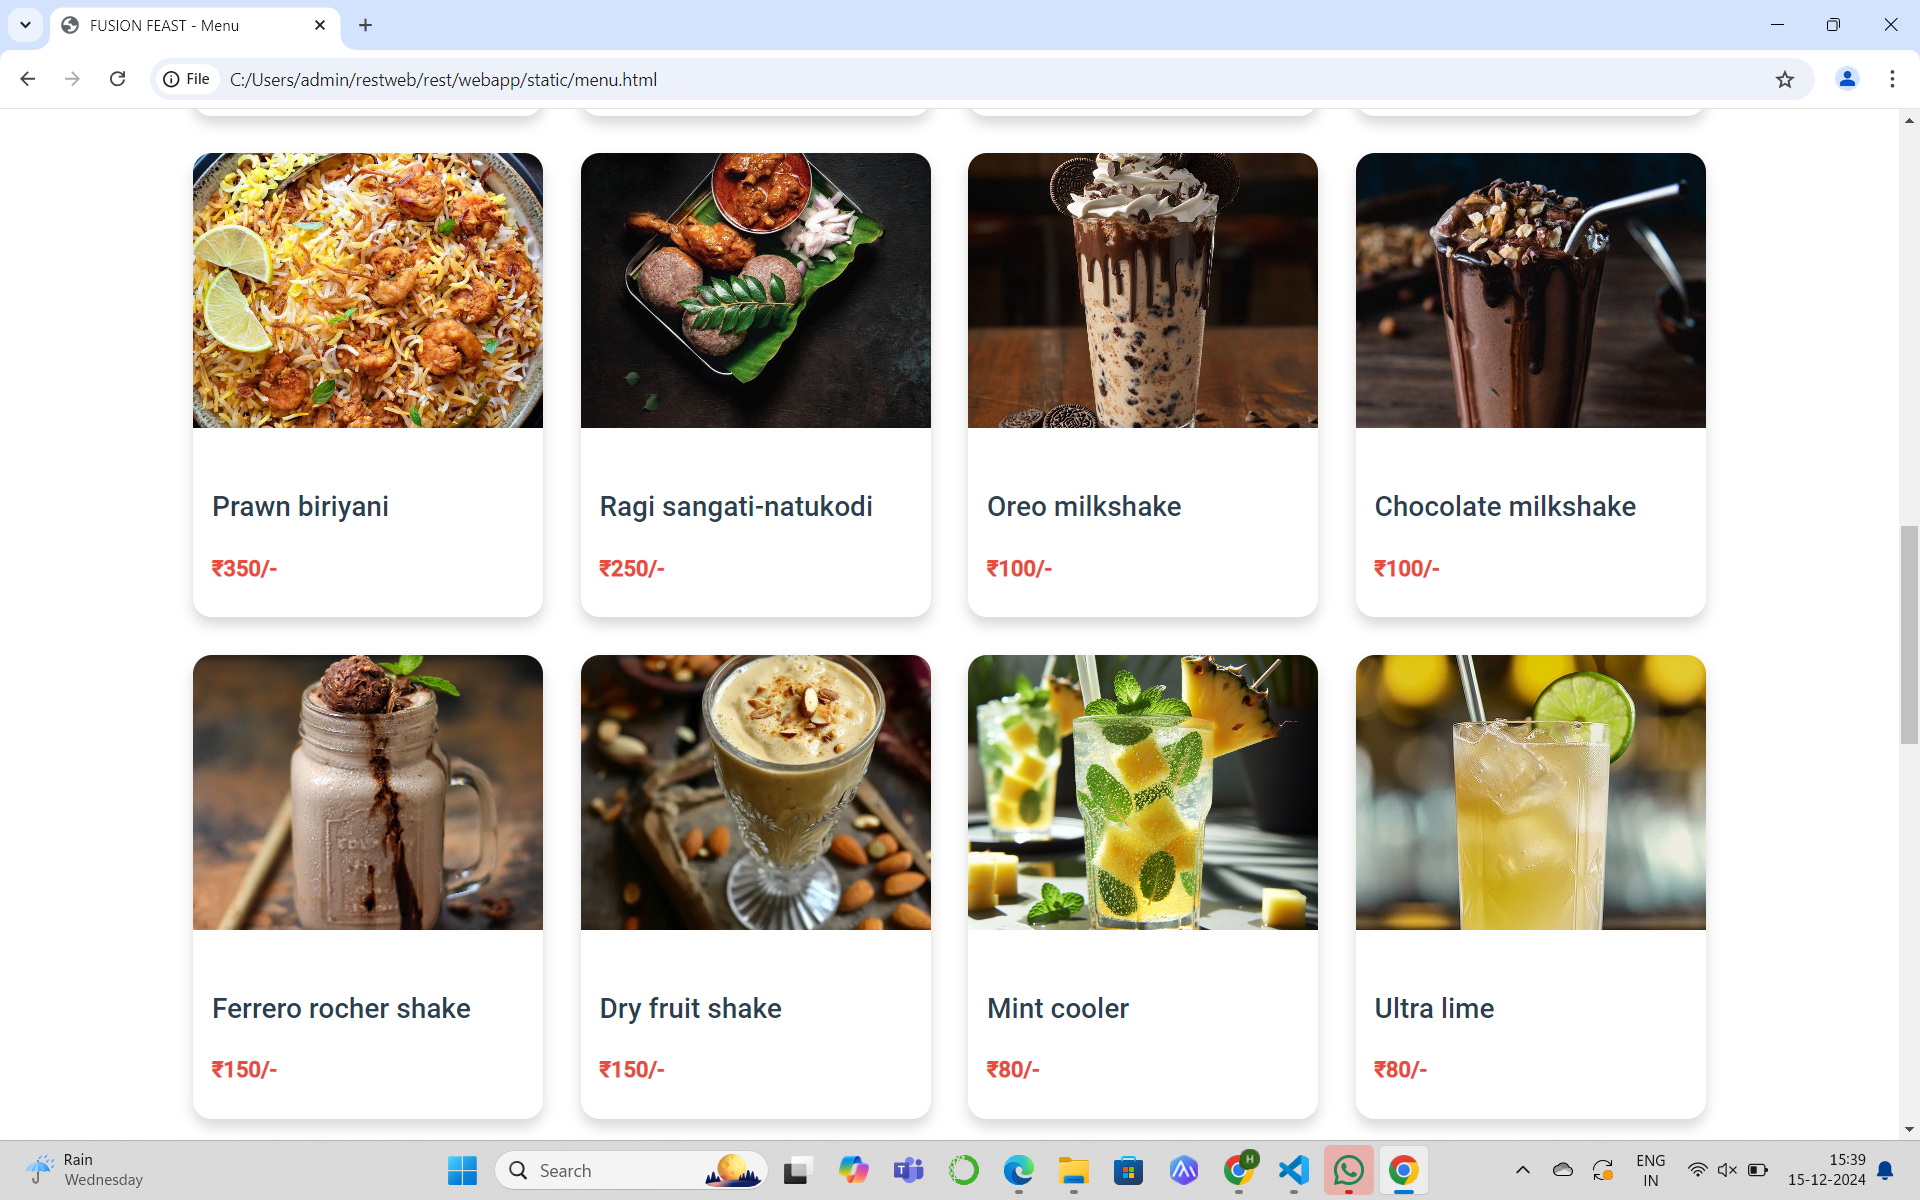 FUSION FEAST - Menu
File
C:/Users/admin/restweb/rest/webapp/static/menu.html
Prawn biriyani
₹350/-
Ragi sangati-natukodi
₹250/-
Oreo milkshake
₹100/-
Chocolate milkshake
₹100/-
Ferrero rocher shake
₹150/-
Dry fruit shake
₹150/-
Mint cooler
₹80/-
Ultra lime
₹80/-
Rain
Wednesday
Search
H
ENG
IN
15:39
15-12-2024